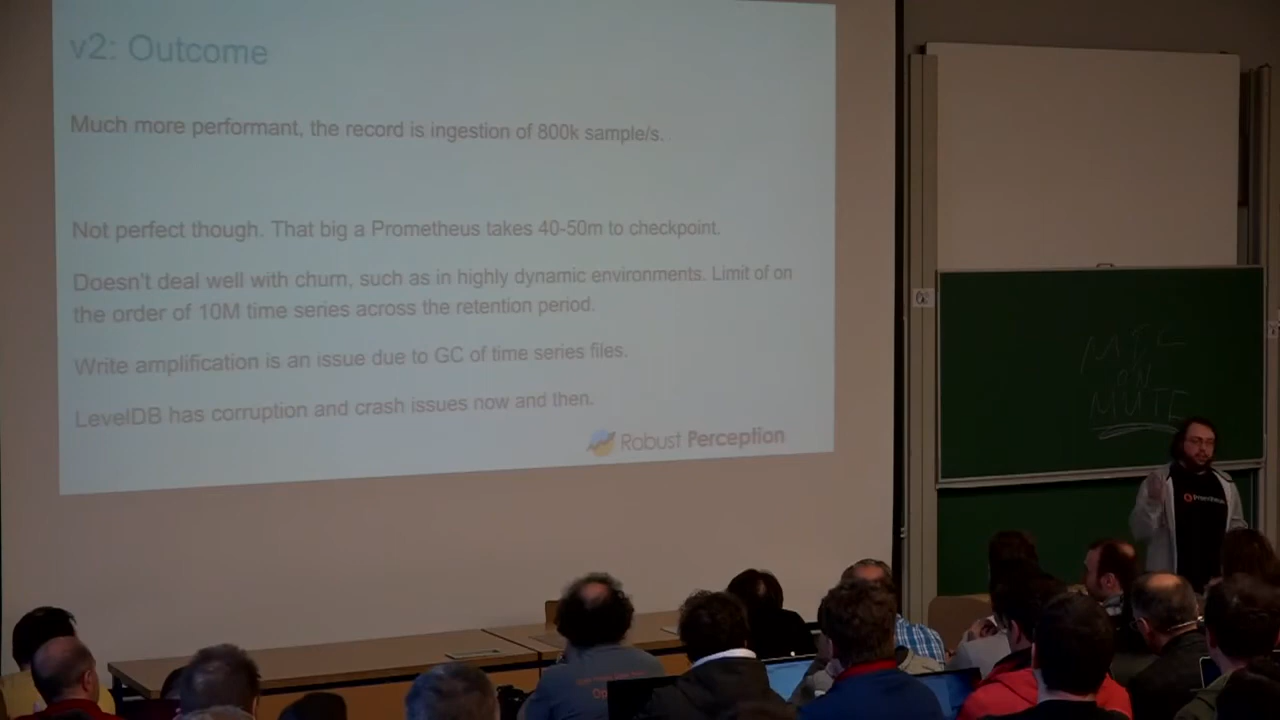 v2: Outcome
Much more performant, the record is ingestion of 800k sample/s.
Not perfect though. That big a Prometheus takes 40-50m to checkpoint.
Doesn't deal well with churn, such as in highly dynamic environments. Limit of on
the order of 10M time series across the retention period.
Write amplification is an issue due to GC of time series files.
LevelDB has corruption and crash issues now and then.
Robust Perception
MIC
ON
MUTE
Prometheus